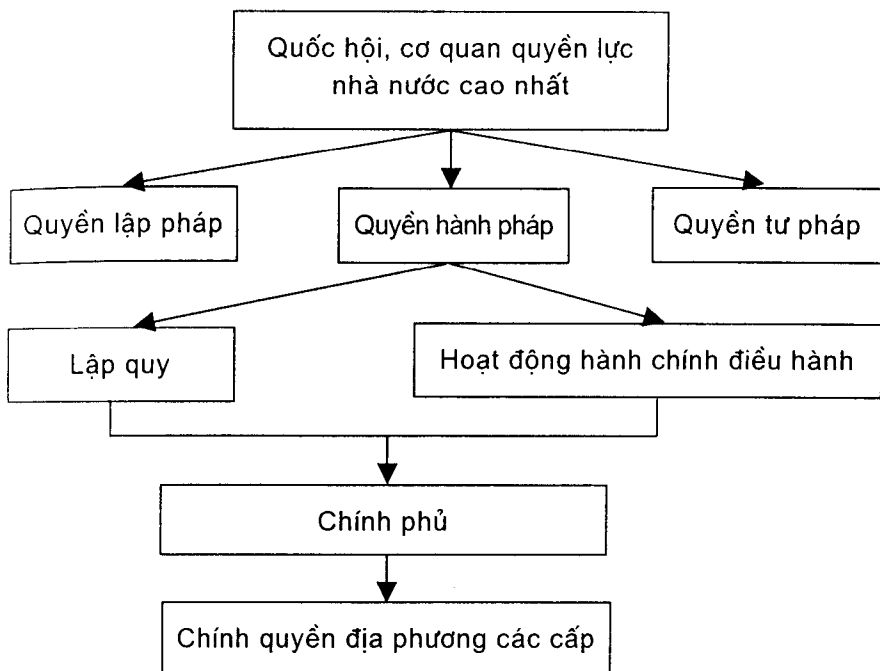 Quốc hội, cơ quan quyền lực
nhà nước cao nhất
Quyền lập pháp
Quyền hành pháp
Quyền tư pháp
Lập quy
Hoạt động hành chính điều hành
Chính phủ
Chính quyền địa phương các cấp